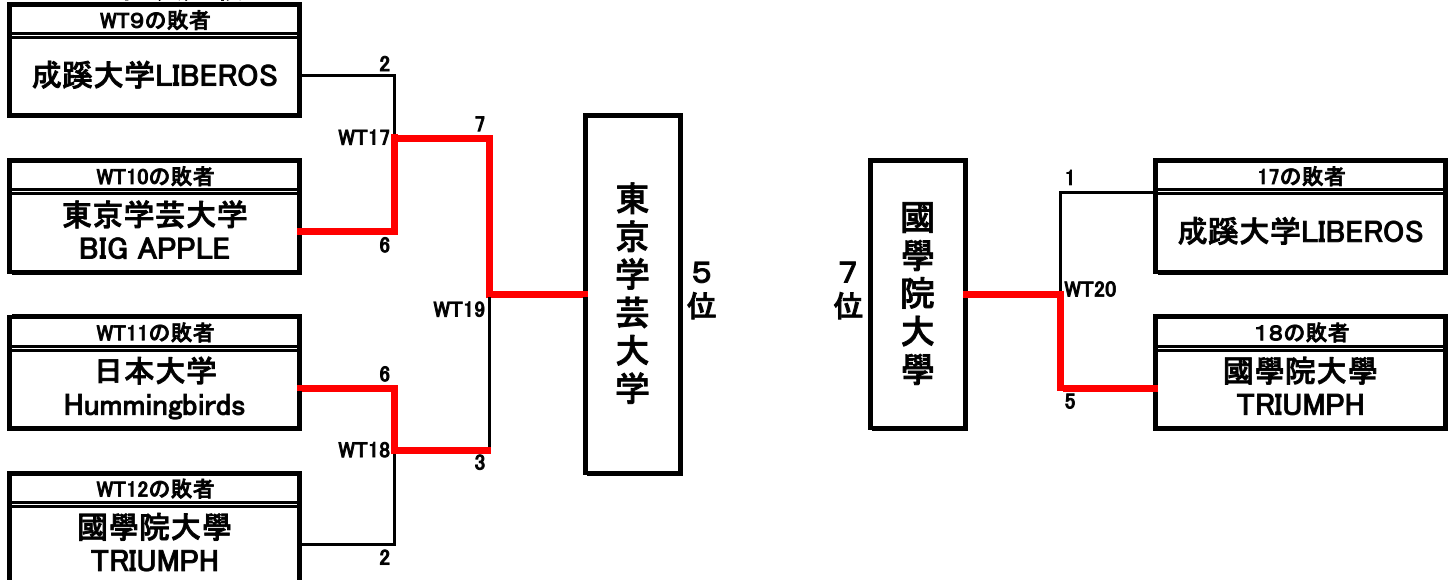 WT9の敗者
成蹊大学LIBEROS
2
WT17
7
WT10の敗者
東京学芸大学
BIG APPLE
6
WT11の敗者
日本大学
Hummingbirds
6
WT18
3
WT12の敗者
國學院大學
TRIUMPH
2
WT19
東京学芸大学
5位
7位
國學院大學
1
WT20
5
17の敗者
成蹊大学LIBEROS
18の敗者
國學院大學
TRIUMPH